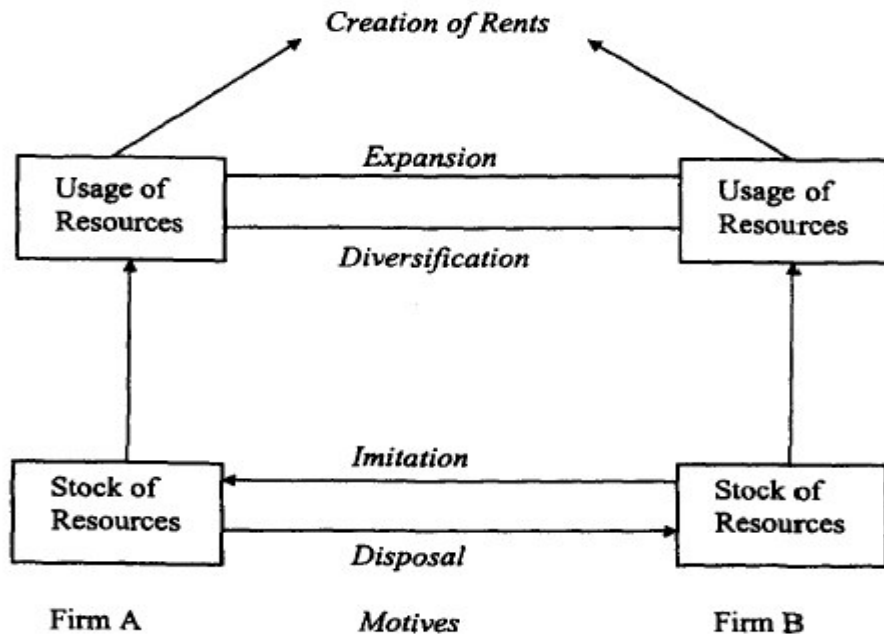 Creation of Rents
Expansion
Usage of
Resources
Usage of
Resources
Diversification
Imitation
Stock of
Resources
Stock of
Resources
Disposal
Firm A
Motives
Firm B